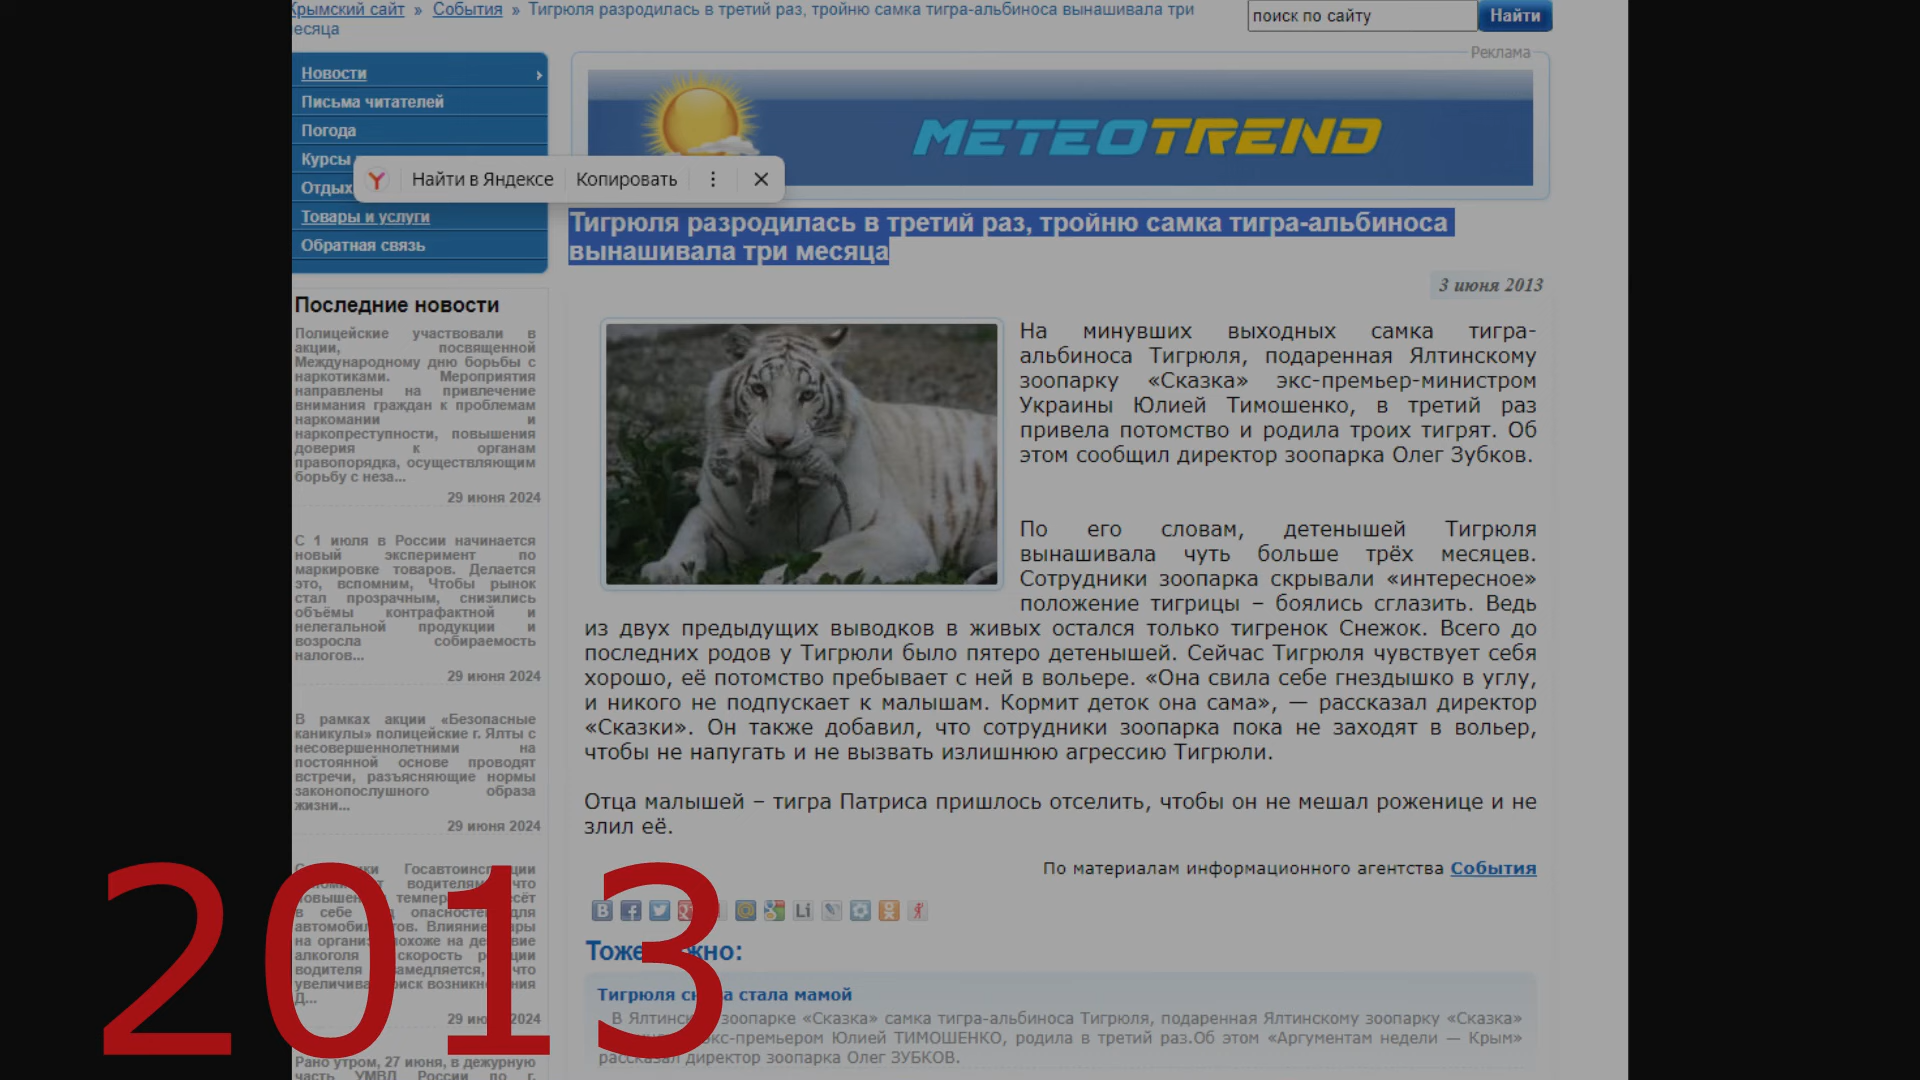 Крымский сайт » События » Тигрюля разродилась в третий раз, тройню самка тигра-альбиноса вынашивала три
есяца
поиск по сайту
Найти
Реклама
Новости
Письма читателей
Погода
Курсы
Отдых
Товары и услуги
Обратная связь
METEOTREND
Найти в Яндексе Копировать
Тигрюля разродилась в третий раз, тройню самка тигра-альбиноса
вынашивала три месяца
3 июня 2013
Последние новости
Полицейские участвовали в
акции, посвященной
Международному дню борьбы с
наркотиками. Мероприятия
направлены на привлечение
внимания граждан к проблемам
наркомании и
наркопреступности, повышения
доверия к органам
правопорядка, осуществляющим
борьбу с неза...
29 июня 2024
С 1 июля в России начинается
новый эксперимент по
маркировке товаров. Делается
это, вспомним, Чтобы рынок
стал прозрачным, снизились
объёмы контрафактной и
нелегальной продукции и
возросла собираемость
налогов...
29 июня 2024
В рамках акции «Безопасные
каникулы» полицейские г. Ялты с
несовершеннолетними на
постоянной основе проводят
встречи, разъясняющие нормы
законопослушного образа
жизни...
29 июня 2024
Госавтоинспекции
водителям что
в себе опасность для
Влияние
на организм похоже на
алкоголя скорость
водителя что
риск
Д...
29 июня 2024
Рано утром, 27 июня, в дежурную
часть УМВД России по г.
На минувших выходных самка тигра-
альбиноса Тигрюля, подаренная Ялтинскому
зоопарку «Сказка» экс-премьер-министром
Украины Юлией Тимошенко, в третий раз
привела потомство и родила троих тигрят. Об
этом сообщил директор зоопарка Олег Зубков.
По его словам, детенышей Тигрюля
вынашивала чуть больше трёх месяцев.
Сотрудники зоопарка скрывали «интересное»
положение тигрицы – боялись сглазить. Ведь
из двух предыдущих выводков в живых остался только тигренок Снежок. Всего до
последних родов у Тигрюли было пятеро детенышей. Сейчас Тигрюля чувствует себя
хорошо, её потомство пребывает с ней в вольере. «Она свила себе гнездышко в углу,
и никого не подпускает к малышам. Кормит деток она сама», — рассказал директор
«Сказки». Он также добавил, что сотрудники зоопарка пока не заходят в вольер,
чтобы не напугать и не вызвать излишнюю агрессию Тигрюли.
Отца малышей – тигра Патриса пришлось отселить, чтобы он не мешал роженице и не
злил её.
По материалам информационного агентства События
Тоже важно:
Тигрюля снова стала мамой
В Ялтинском зоопарке «Сказка» самка тигра-альбиноса Тигрюля, подаренная Ялтинскому зоопарку «Сказка»
экс-премьером Юлией ТИМОШЕНКО, родила в третий раз.Об этом «Аргументам недели — Крым»
рассказал директор зоопарка Олег ЗУБКОВ.
2013